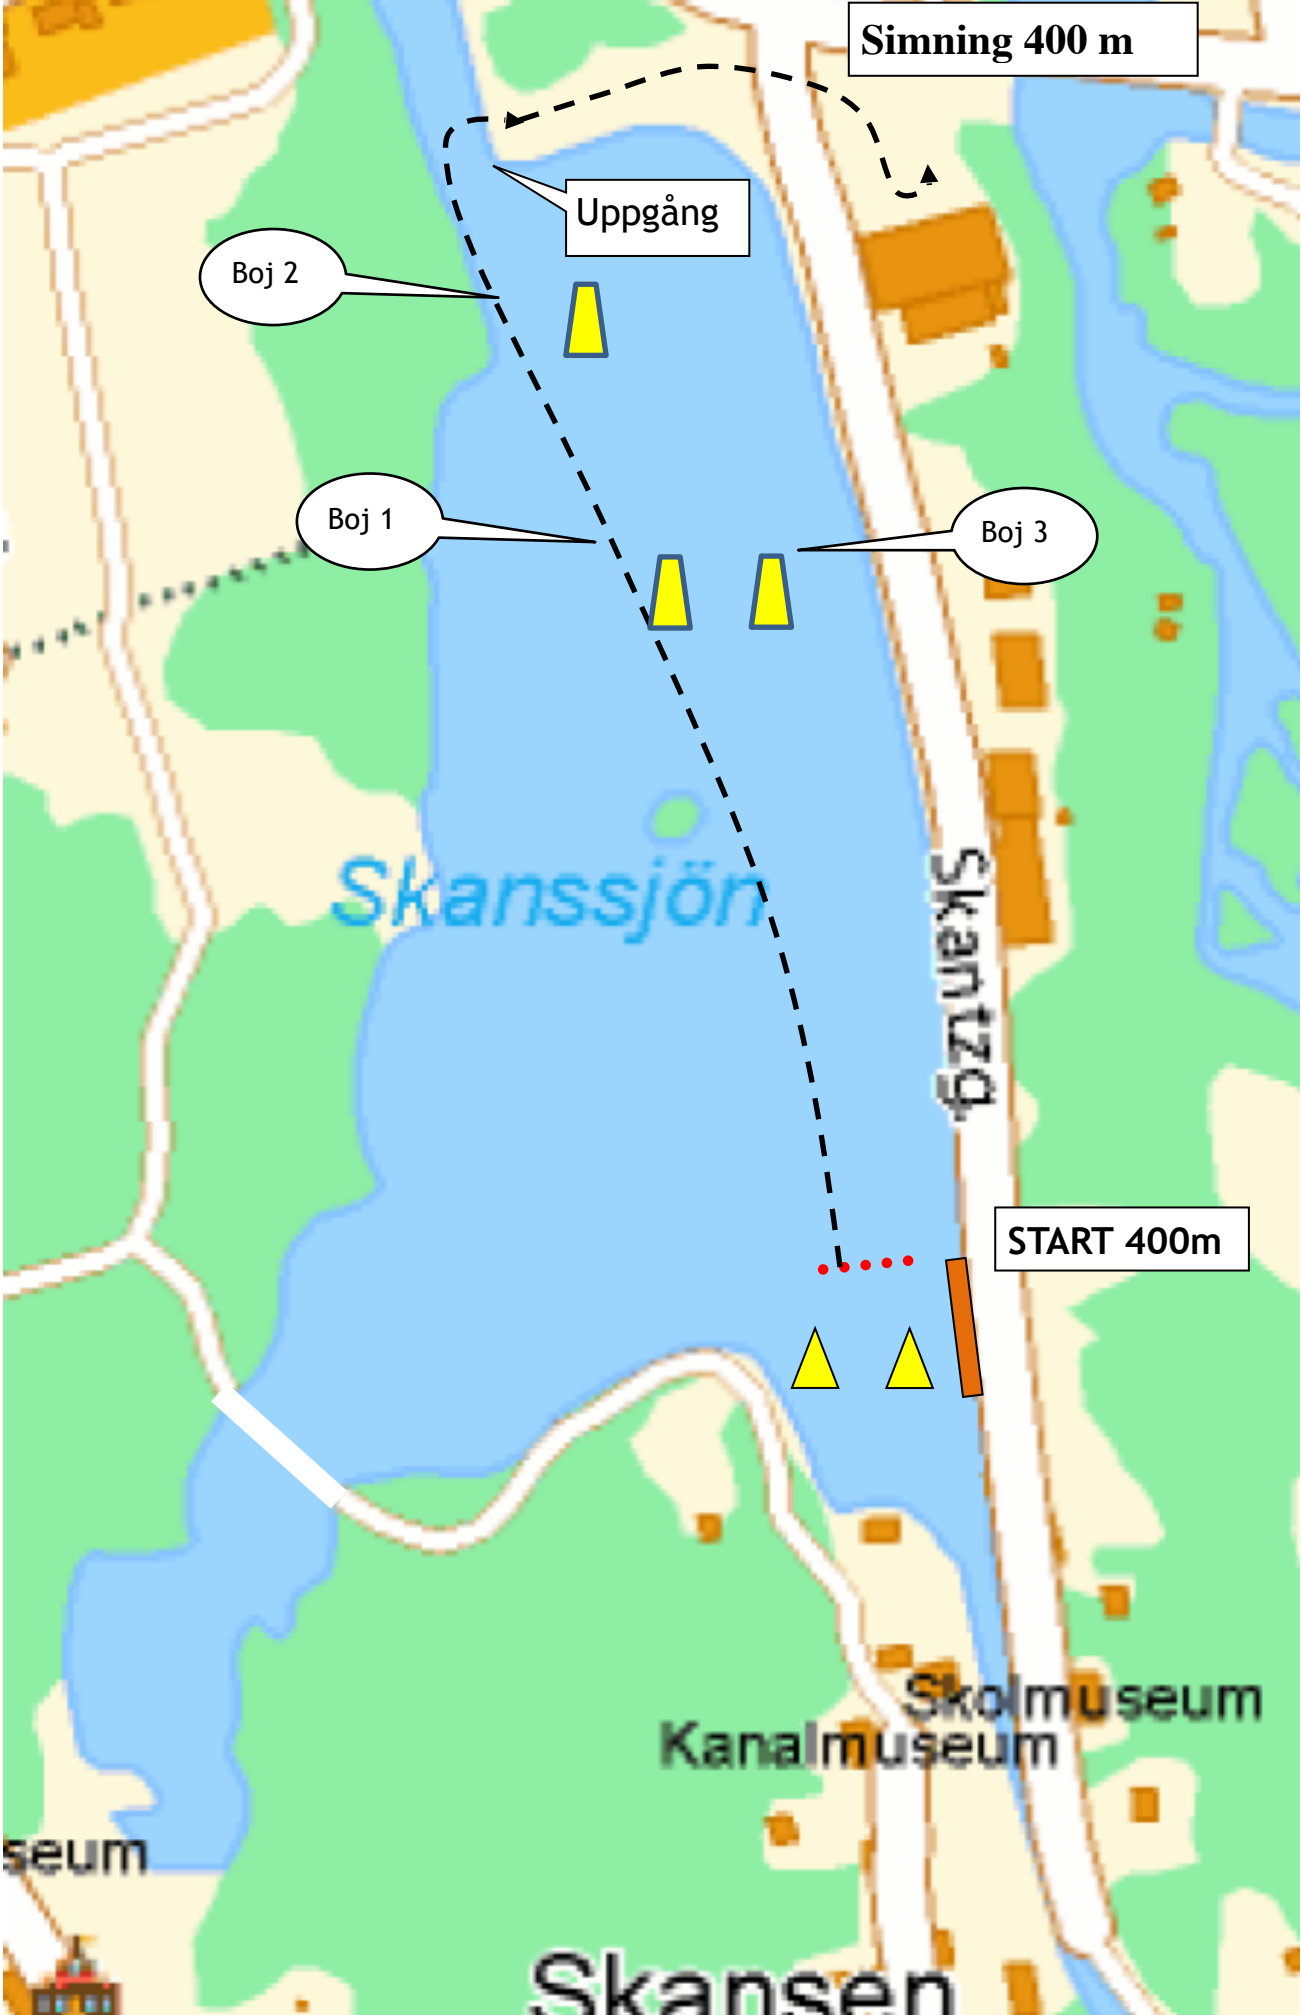 Simning 400 m
Uppgång
Boj 2
Boj 1
Boj 3
Skanssjön
Skantzg.
START 400m
Skolmuseum
Kanalmuseum
seum
Skansen